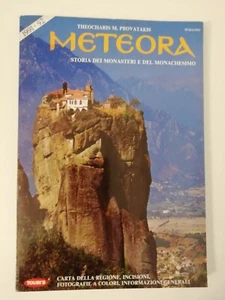 THEOCHARIS M. PROVATAKIS
METEORA
STORIA DEI MONASTERI E DEL MONACHESIMO
CARTA DELLA REGIONE, INCISIONI,
FOTOGRAFIE A COLORI, INFORMAZIONI GENERALI